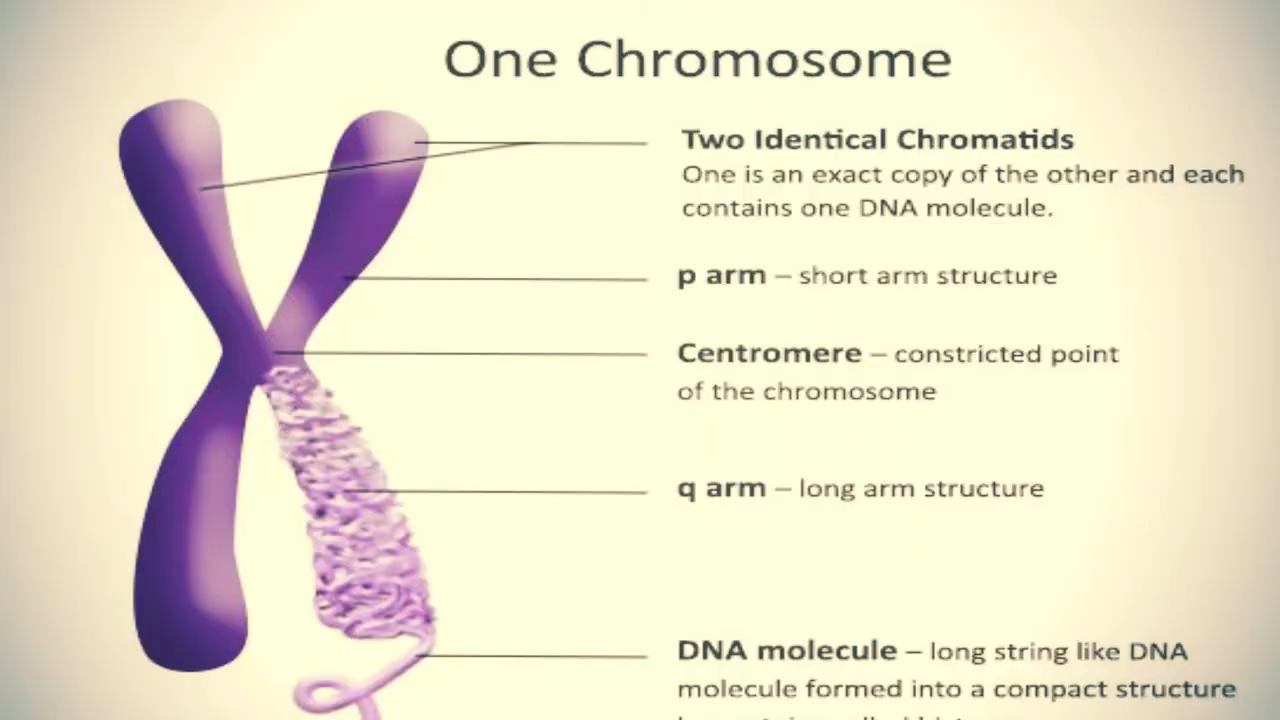 One Chromosome
Two Identical Chromatids
One is an exact copy of the other and each
contains one DNA molecule.
p arm – short arm structure
Centromere – constricted point
of the chromosome
q arm – long arm structure
DNA molecule – long string like DNA
molecule formed into a compact structure